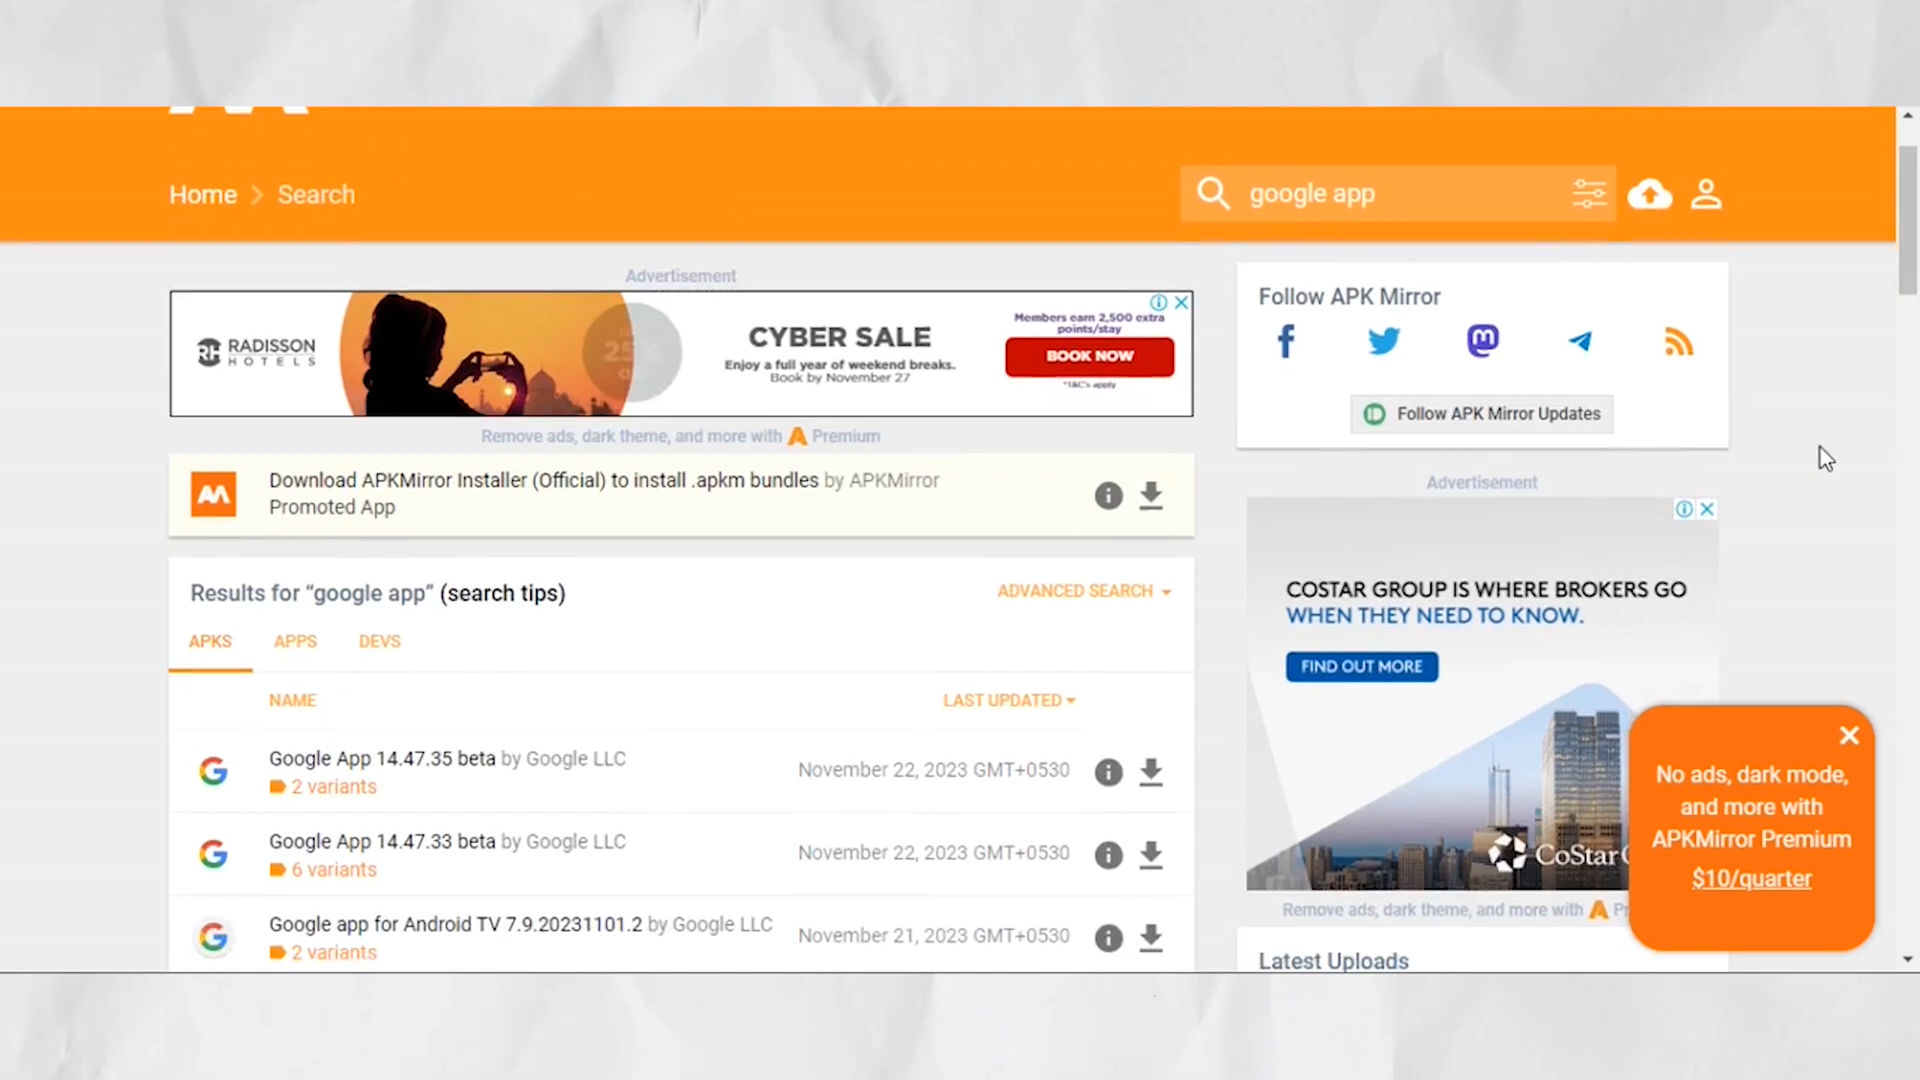 Home > Search
google app
Advertisement
RADISSON
HOTELS
CYBER SALE
Enjoy a full year of weekend breaks.
Book by November 27
Members earn 2,500 extra
points/stay
BOOK NOW
*T&C's apply
Remove ads, dark theme, and more with Premium
Download APKMirror Installer (Official) to install .apkm bundles by APKMirror
Promoted App
Results for “google app” (search tips)
ADVANCED SEARCH
APKS APPS DEVS
NAME LAST UPDATED
Google App 14.47.35 beta by Google LLC
2 variants
November 22, 2023 GMT+0530
Google App 14.47.33 beta by Google LLC
6 variants
November 22, 2023 GMT+0530
Google app for Android TV 7.9.20231101.2 by Google LLC
2 variants
November 21, 2023 GMT+0530
Follow APK Mirror
Follow APK Mirror Updates
Advertisement
COSTAR GROUP IS WHERE BROKERS GO
WHEN THEY NEED TO KNOW.
FIND OUT MORE
CoStar
Remove ads, dark theme, and more with
Latest Uploads
No ads, dark mode,
and more with
APKMirror Premium
$10/quarter